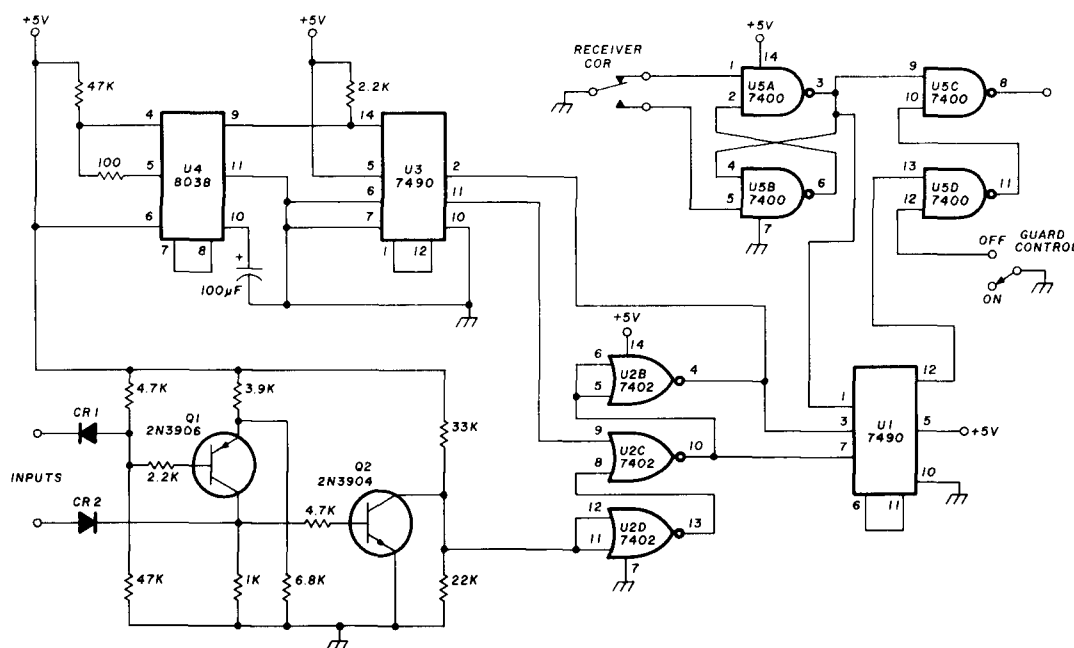 +5V
47K
4
100
5
6
U4
8038
9
11
10
7
8
+
100μF
+5V
2.2K
14
5
6
7
U3
7490
2
11
10
1
12
RECEIVER
COR
+5V
14
1
2
U5A
7400
3
4
5
U5B
7400
6
7
9
10
U5C
7400
8
13
12
U5D
7400
11
OFF
GUARD
CONTROL
ON
INPUTS
CR1
CR2
4.7K
47K
2.2K
Q1
2N3906
3.9K
1K
6.8K
4.7K
Q2
2N3904
33K
22K
+5V
14
6
5
U2B
7402
4
9
8
U2C
7402
10
12
11
U2D
7402
13
7
1
3
7
U1
7490
12
5
+5V
10
6
11